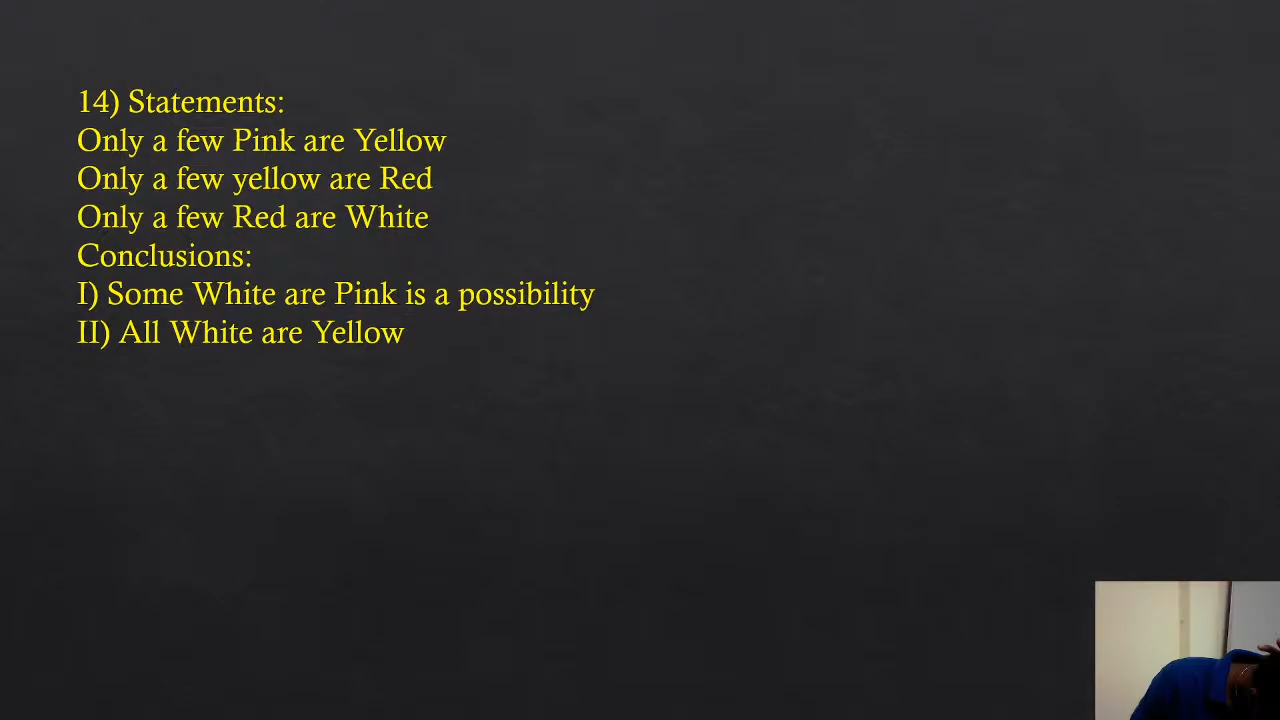 14) Statements:
Only a few Pink are Yellow
Only a few yellow are Red
Only a few Red are White
Conclusions:
I) Some White are Pink is a possibility
II) All White are Yellow